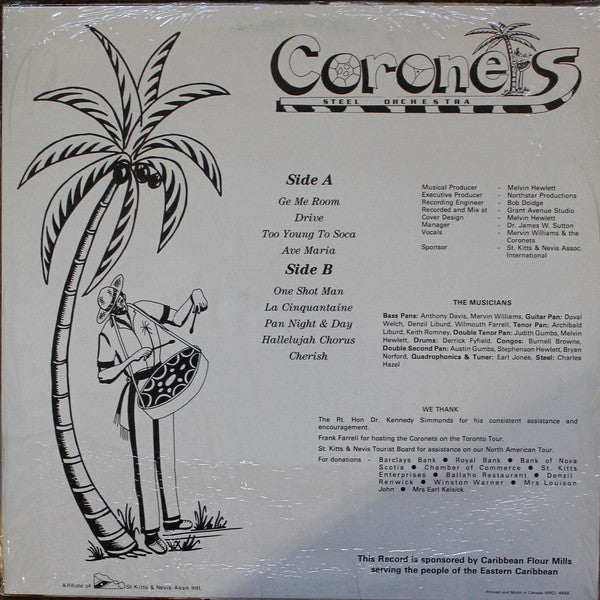 Coronets
STEEL ORCHESTRA
Side A
Ge Me Room
Drive
Too Young To Soca
Ave Maria
Side B
One Shot Man
La Cinquantaine
Pan Night & Day
Hallelujah Chorus
Cherish
Musical Producer - Melvin Hewlett
Executive Producer - Northstar Productions
Recording Engineer - Bob Doidge
Recorded and Mix at - Grant Avenue Studio
Cover Design - Melvin Hewlett
Manager - Dr. James W. Sutton
Vocals - Mervin Williams & the
Coronets
Sponsor - St. Kitts & Nevis Assoc.
International
THE MUSICIANS
Bass Pans: Anthony Davis, Mervin Williams, Guitar Pan: Doval
Welch, Denzil Liburd, Wilmouth Farrell, Tenor Pan: Archibald
Liburd, Keith Romney. Double Tenor Pan: Judith Gumbs, Melvin
Hewlett, Drums: Derrick Fyfield, Congos: Burnell Browne,
Double Second Pan: Austin Gumbs, Stephenson Hewlett, Bryan
Norford, Quadrophonics & Tuner: Earl Jones, Steel: Charles
Hazel
WE THANK
The Rt. Hon Dr. Kennedy Simmonds for his consistent assistance and
encouragement.
Frank Farrell for hosting the Coronets on the Toronto Tour.
St. Kitts & Nevis Tourist Board for assistance on our North American Tour.
For donations - Barclays Bank ● Royal Bank ● Bank of Nova
Scotia ● Chamber of Commerce ● St. Kitts
Enterprises ● Ballaho Restaurant ● Denzil
Renwick ● Winston Warner ● Mrs Louison
John ● Mrs Earl Kelsick
This Record is sponsored by Caribbean Flour Mills
serving the people of the Eastern Caribbean
Affiliate of St. Kitts & Nevis Assn Intl.
Printed and Made in Canada WRC1-4489